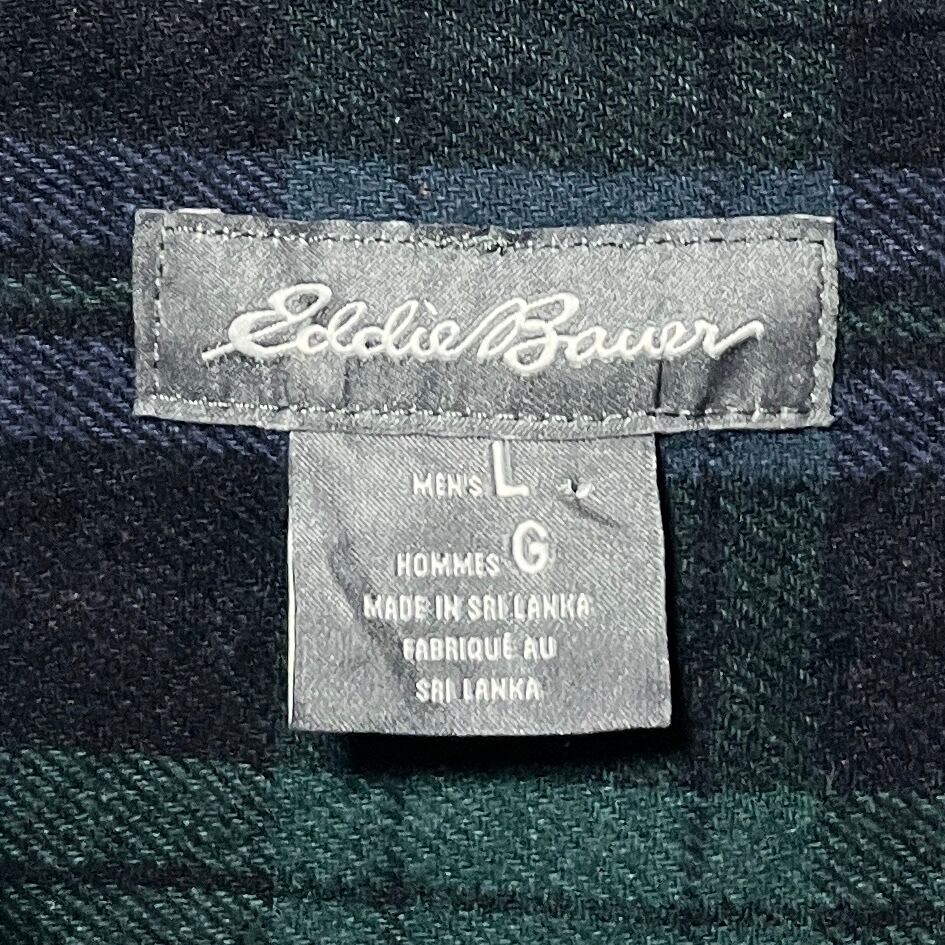 Eddie Bauer
MEN'S L
HOMMES G
MADE IN SRI LANKA
FABRIQUÉ AU
SRI LANKA